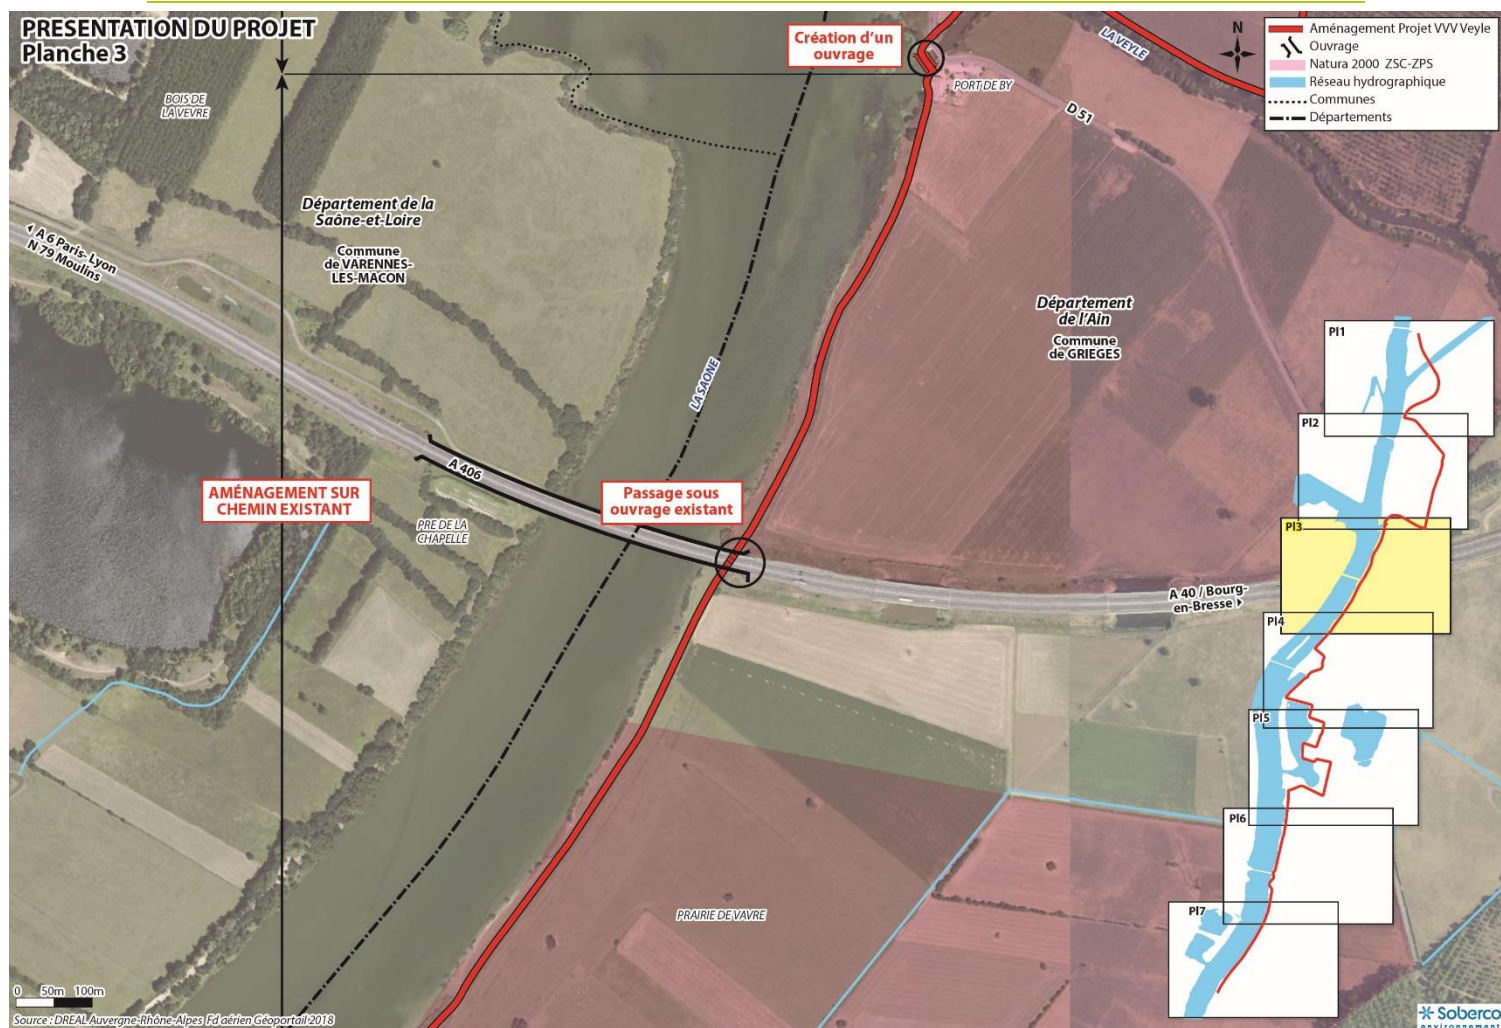 PRESENTATION DU PROJET
Planche 3
Création d'un
ouvrage
N
Aménagement Projet VVV Veyle
Ouvrage
Natura 2000 ZSC-ZPS
Réseau hydrographique
Communes
Départements
LA VEYLE
BOIS DE
LA VEVRE
PORT DE BY
D 51
Département de la
Saône-et-Loire
Commune
de VARENNES-
LES-MACON
A 6 Paris-Lyon
N 79 Moulins
Département
de l'Ain
Commune
de GRIEGES
LA SAONE
A 406
AMÉNAGEMENT SUR
CHEMIN EXISTANT
Passage sous
ouvrage existant
PRE DE LA
CHAPELLE
A 40 / Bourg-
en-Bresse
PRAIRIE DE VAVRE
Pl1
Pl2
Pl3
Pl4
Pl5
Pl6
Pl7
0 50m 100m
Source : DREAL Auvergne-Rhône-Alpes Fd aérien Géoportail 2018
Soberco
environnement